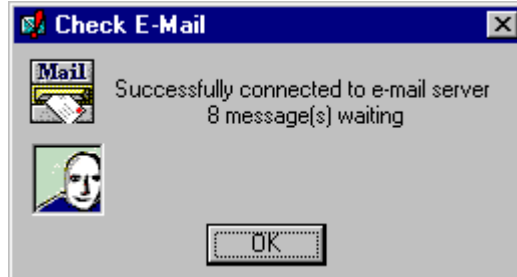 Check E-Mail
Mail
Successfully connected to e-mail server
8 message(s) waiting
OK